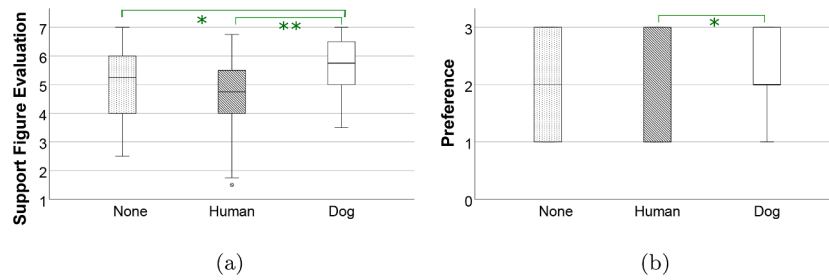 Support Figure Evaluation
7
6
5
4
3
2
1
*
**
None Human Dog
(a)
Preference
3
2
1
0
*
None Human Dog
(b)